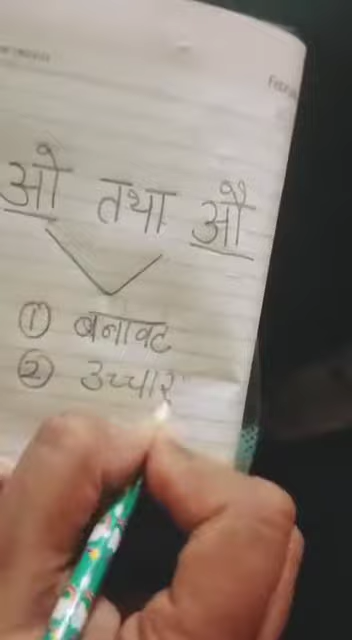 ओ तथा औ
① बनावट
② उच्चार